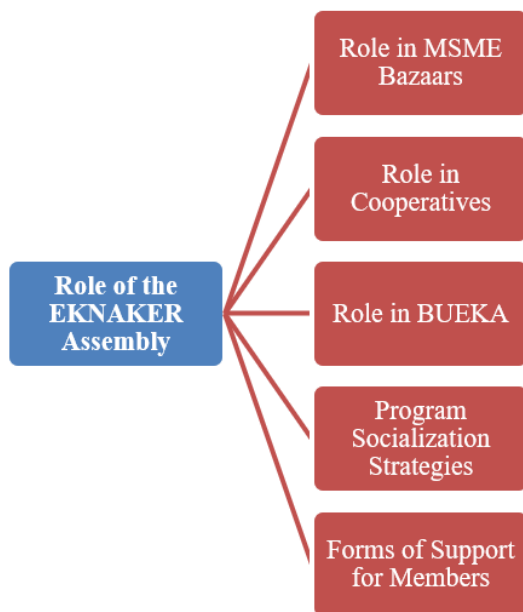 Role in MSME
Bazaars
Role in
Cooperatives
Role of the
EKNAKER
Assembly
Role in BUEKA
Program
Socialization
Strategies
Forms of Support
for Members